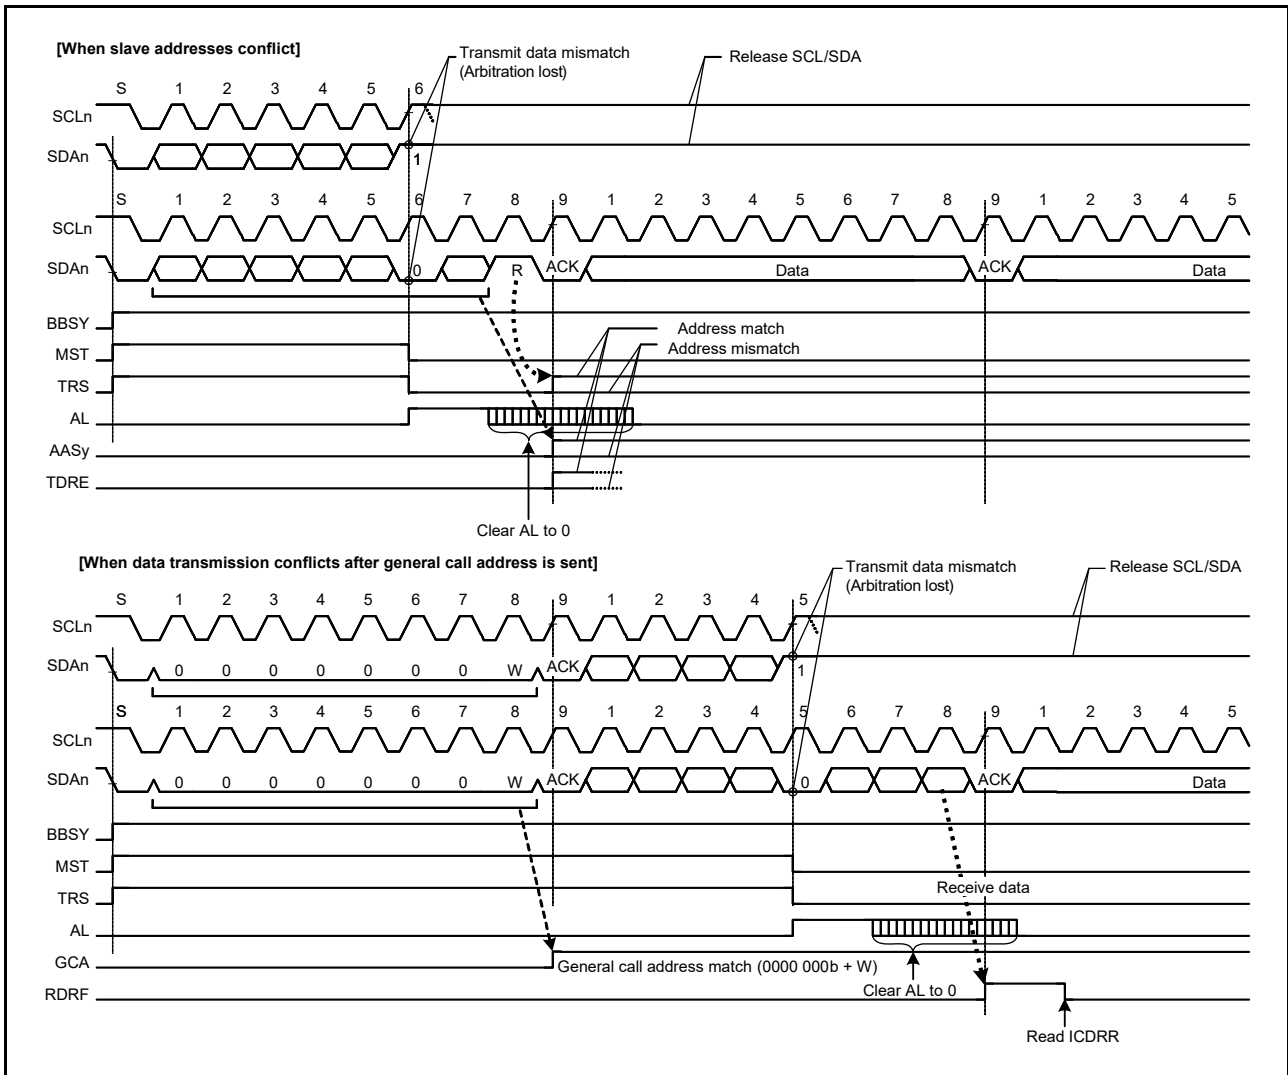 [When slave addresses conflict]
Transmit data mismatch
(Arbitration lost)
Release SCL/SDA
S 1 2 3 4 5 6
SCLn
SDAn
1
S 1 2 3 4 5 6 7 8 9 1 2 3 4 5 6 7 8 9 1 2 3 4 5
SCLn
SDAn 0 R ACK Data ACK Data
BBSY
Address match
MST
Address mismatch
TRS
AL
AASy
TDRE
Clear AL to 0
[When data transmission conflicts after general call address is sent]
Transmit data mismatch
(Arbitration lost)
Release SCL/SDA
S 1 2 3 4 5 6 7 8 9 1 2 3 4 5
SCLn
SDAn 0 0 0 0 0 0 0 W ACK 1
S 1 2 3 4 5 6 7 8 9 1 2 3 4 5 6 7 8 9 1 2 3 4 5
SCLn
SDAn 0 0 0 0 0 0 0 W ACK 0 ACK Data
BBSY
MST
TRS
Receive data
AL
GCA
General call address match (0000 000b + W)
Clear AL to 0
RDRF
Read ICDRR